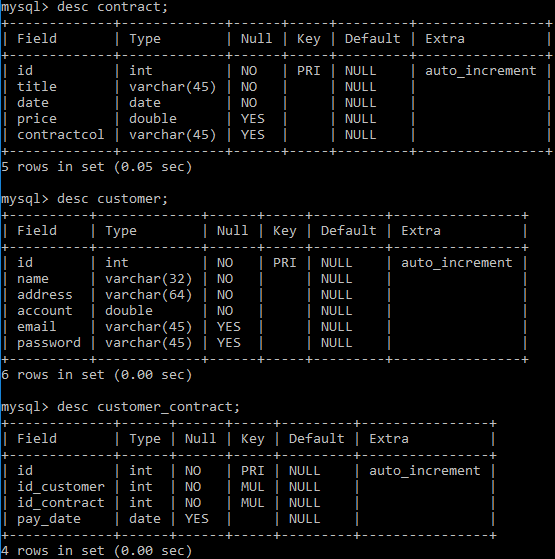 mysql> desc contract;
+-------------+-------------+------+-----+---------+----------------+
| Field       | Type        | Null | Key | Default | Extra          |
+-------------+-------------+------+-----+---------+----------------+
| id          | int         | NO   | PRI | NULL    | auto_increment |
| title       | varchar(45) | NO   |     | NULL    |                |
| date        | date        | NO   |     | NULL    |                |
| price       | double      | YES  |     | NULL    |                |
| contractcol | varchar(45) | YES  |     | NULL    |                |
+-------------+-------------+------+-----+---------+----------------+
5 rows in set (0.05 sec)
mysql> desc customer;
+----------+-------------+------+-----+---------+----------------+
| Field    | Type        | Null | Key | Default | Extra          |
+----------+-------------+------+-----+---------+----------------+
| id       | int         | NO   | PRI | NULL    | auto_increment |
| name     | varchar(32) | NO   |     | NULL    |                |
| address  | varchar(64) | NO   |     | NULL    |                |
| account  | double      | NO   |     | NULL    |                |
| email    | varchar(45) | YES  |     | NULL    |                |
| password | varchar(45) | YES  |     | NULL    |                |
+----------+-------------+------+-----+---------+----------------+
6 rows in set (0.00 sec)
mysql> desc customer_contract;
+-------------+------+------+-----+---------+----------------+
| Field       | Type | Null | Key | Default | Extra          |
+-------------+------+------+-----+---------+----------------+
| id          | int  | NO   | PRI | NULL    | auto_increment |
| id_customer | int  | NO   | MUL | NULL    |                |
| id_contract | int  | NO   | MUL | NULL    |                |
| pay_date    | date | YES  |     | NULL    |                |
+-------------+------+------+-----+---------+----------------+
4 rows in set (0.00 sec)